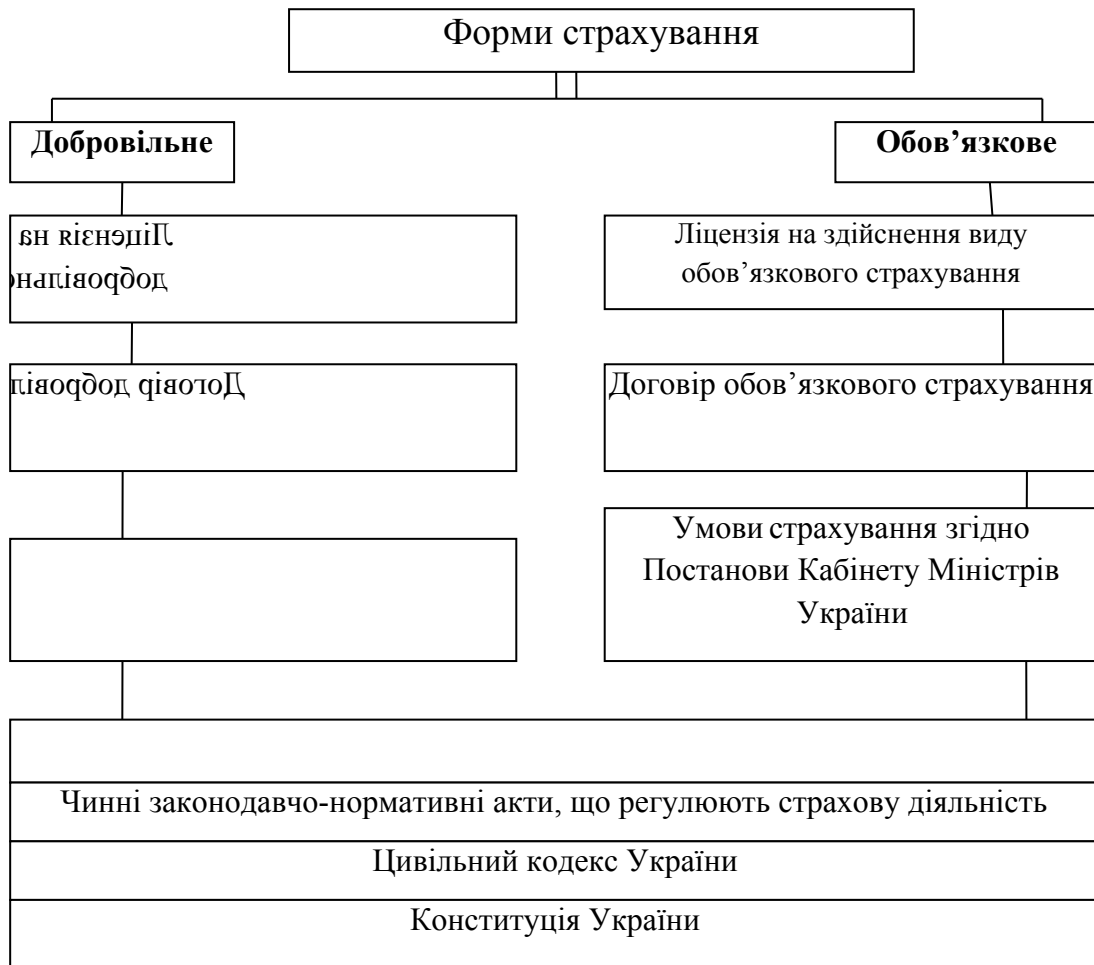 Форми страхування
Добровільне
Обов’язкове
Ліцензія на
Ліцензія на здійснення виду
обов’язкового страхування
Договір
Договір обов’язкового страхування
Умови страхування згідно
Постанови Кабінету Міністрів
України
Чинні законодавчо-нормативні акти, що регулюють страхову діяльність
Цивільний кодекс України
Конституція України